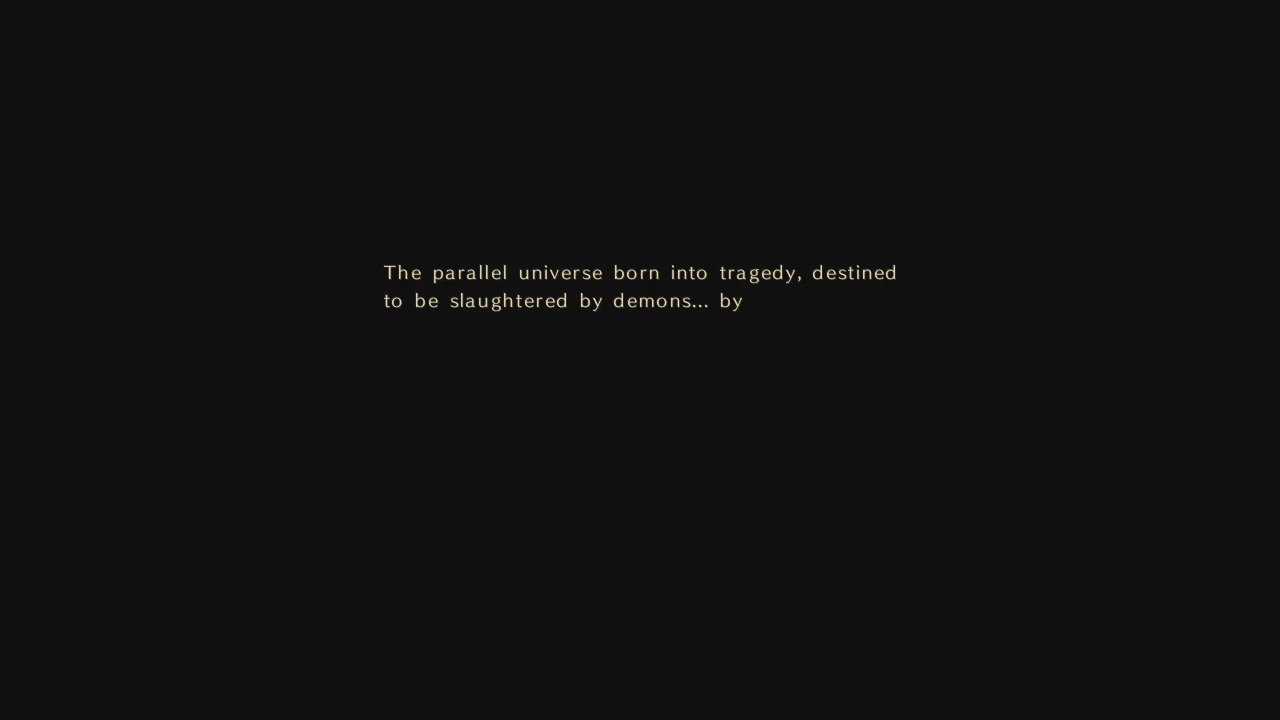 The parallel universe born into tragedy, destined
to be slaughtered by demons... by